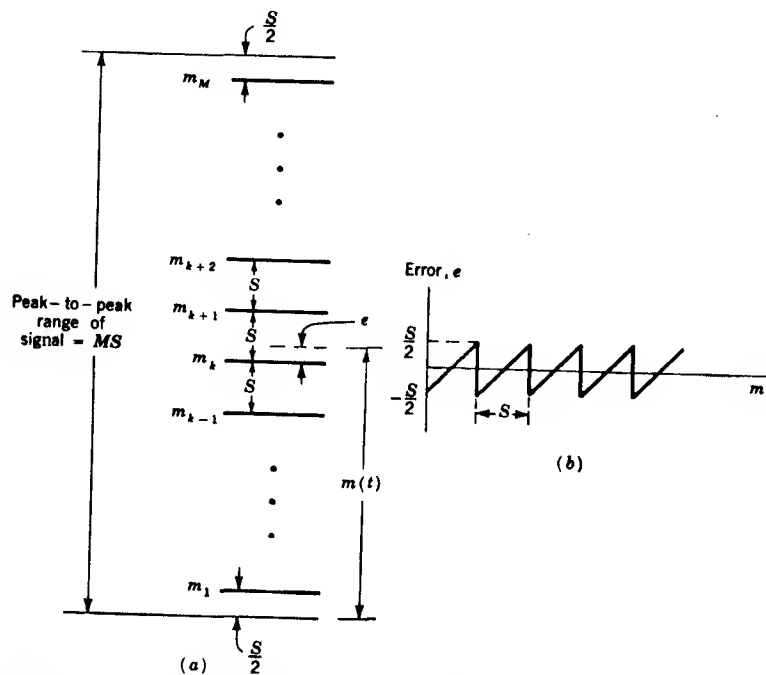 S/2
m_M
m_{k+2}
S
Error, e
Peak-to-peak
range of
signal = MS
m_{k+1}
e
S
S/2
m_k
S
m
-S/2
S
m_{k-1}
(b)
m(t)
m_1
S/2
(a)